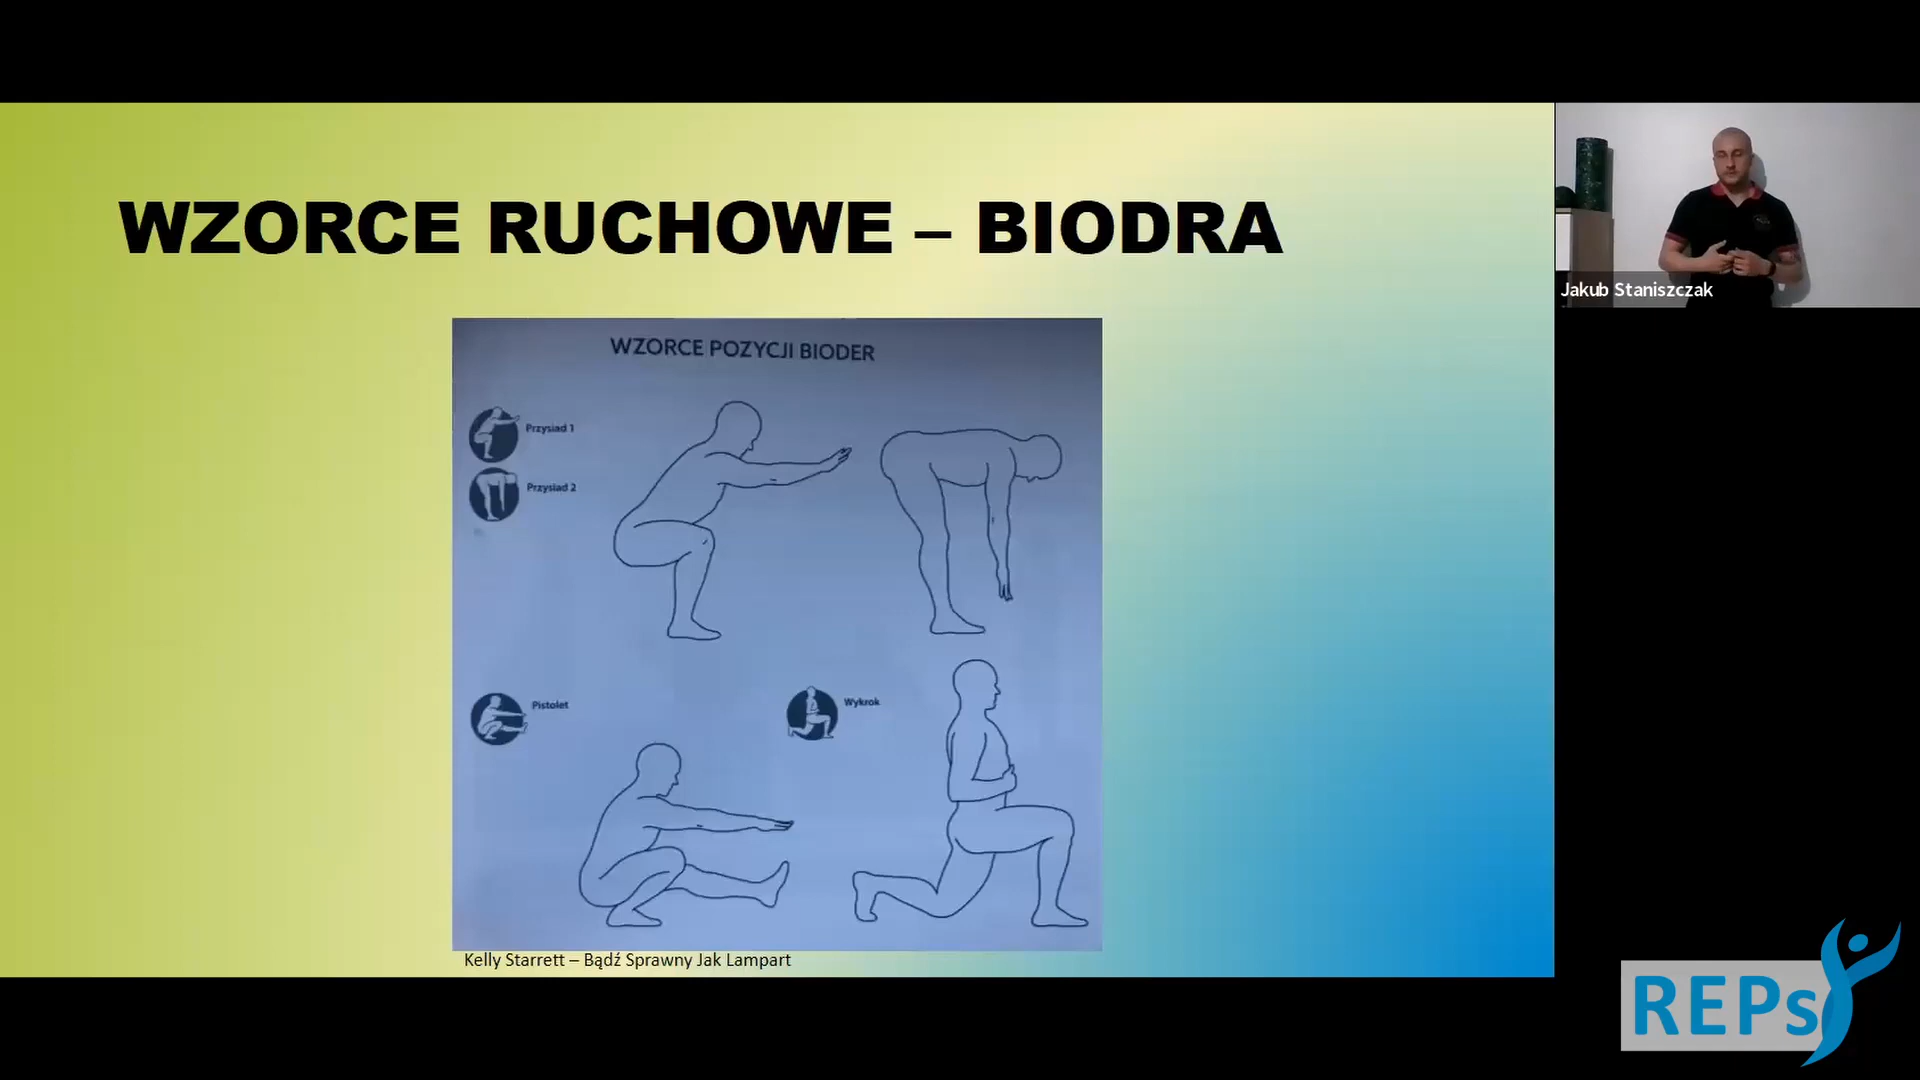 WZORCE RUCHOWE – BIODRA
Jakub Staniszczak
WZORCE POZYCJI BIODER
Przysiad 1
Przysiad 2
Pistolet
Wykrok
Kelly Starrett – Bądź Sprawny Jak Lampart
REPs